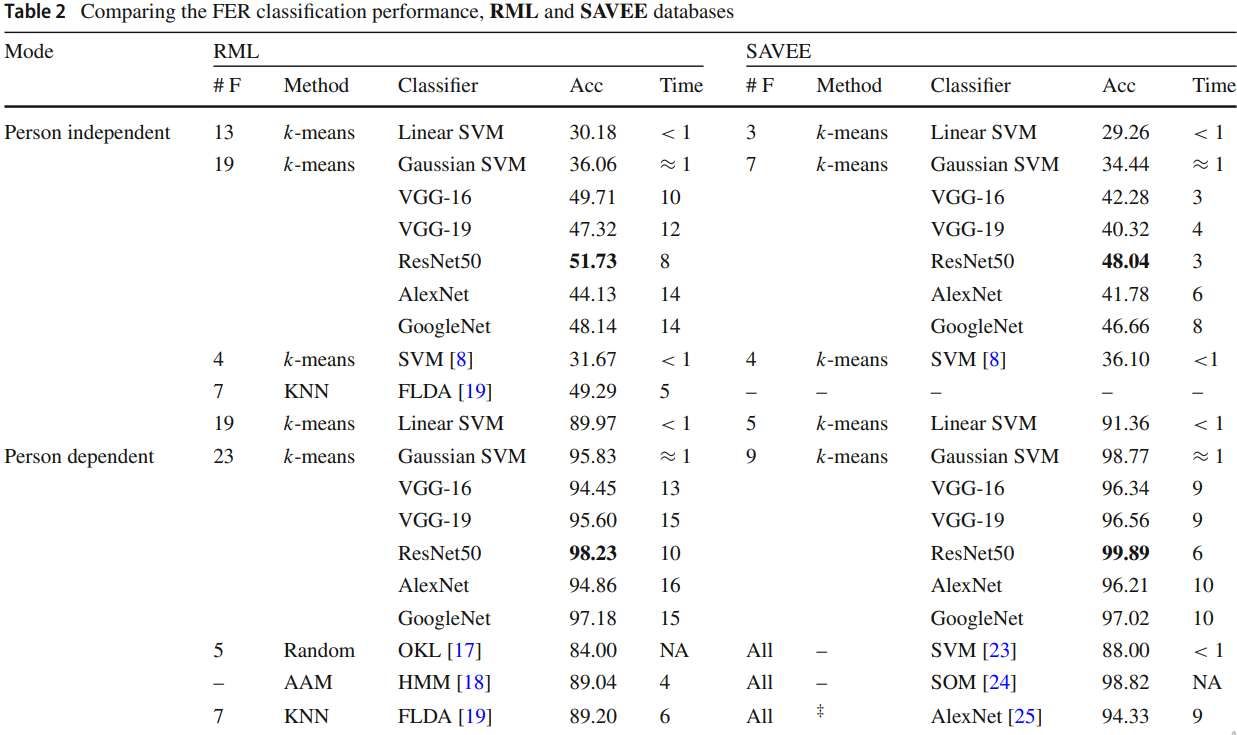 Table 2 Comparing the FER classification performance, RML and SAVEE databases
Mode RML SAVEE
# F Method Classifier Acc Time # F Method Classifier Acc Time
Person independent 13 k-means Linear SVM 30.18 < 1 3 k-means Linear SVM 29.26 < 1
19 k-means Gaussian SVM 36.06 ≈ 1 7 k-means Gaussian SVM 34.44 ≈ 1
VGG-16 49.71 10 VGG-16 42.28 3
VGG-19 47.32 12 VGG-19 40.32 4
ResNet50 51.73 8 ResNet50 48.04 3
AlexNet 44.13 14 AlexNet 41.78 6
GoogleNet 48.14 14 GoogleNet 46.66 8
4 k-means SVM [8] 31.67 < 1 4 k-means SVM [8] 36.10 <1
7 KNN FLDA [19] 49.29 5 – – – – –
19 k-means Linear SVM 89.97 < 1 5 k-means Linear SVM 91.36 < 1
Person dependent 23 k-means Gaussian SVM 95.83 ≈ 1 9 k-means Gaussian SVM 98.77 ≈ 1
VGG-16 94.45 13 VGG-16 96.34 9
VGG-19 95.60 15 VGG-19 96.56 9
ResNet50 98.23 10 ResNet50 99.89 6
AlexNet 94.86 16 AlexNet 96.21 10
GoogleNet 97.18 15 GoogleNet 97.02 10
5 Random OKL [17] 84.00 NA All – SVM [23] 88.00 < 1
– AAM HMM [18] 89.04 4 All – SOM [24] 98.82 NA
7 KNN FLDA [19] 89.20 6 All ‡ AlexNet [25] 94.33 9